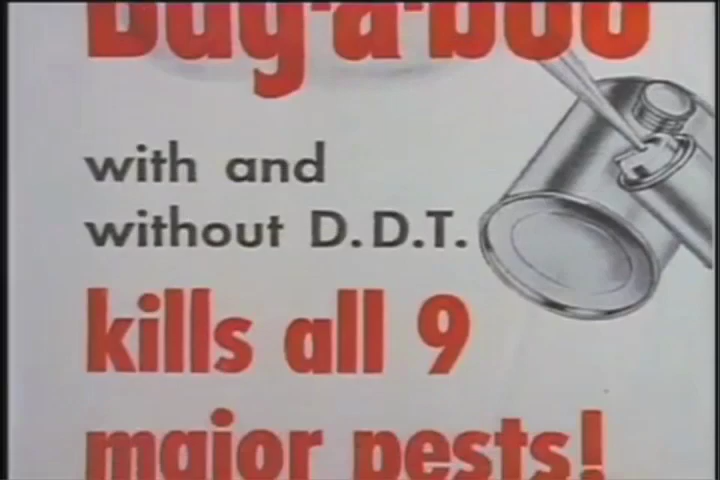 Bug-a-boo
with and
without D.D.T.
kills all 9
major pests!